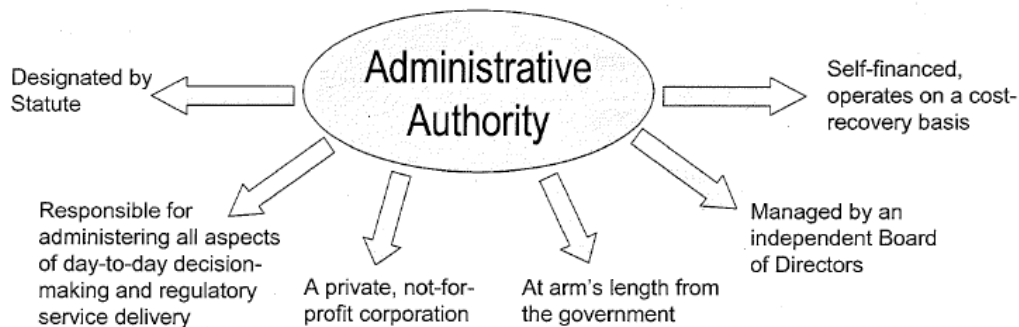 Administrative
Authority
Designated by
Statute
Responsible for
administering all aspects
of day-to-day decision-
making and regulatory
service delivery
A private, not-for-
profit corporation
At arm's length from
the government
Managed by an
independent Board
of Directors
Self-financed,
operates on a cost-
recovery basis